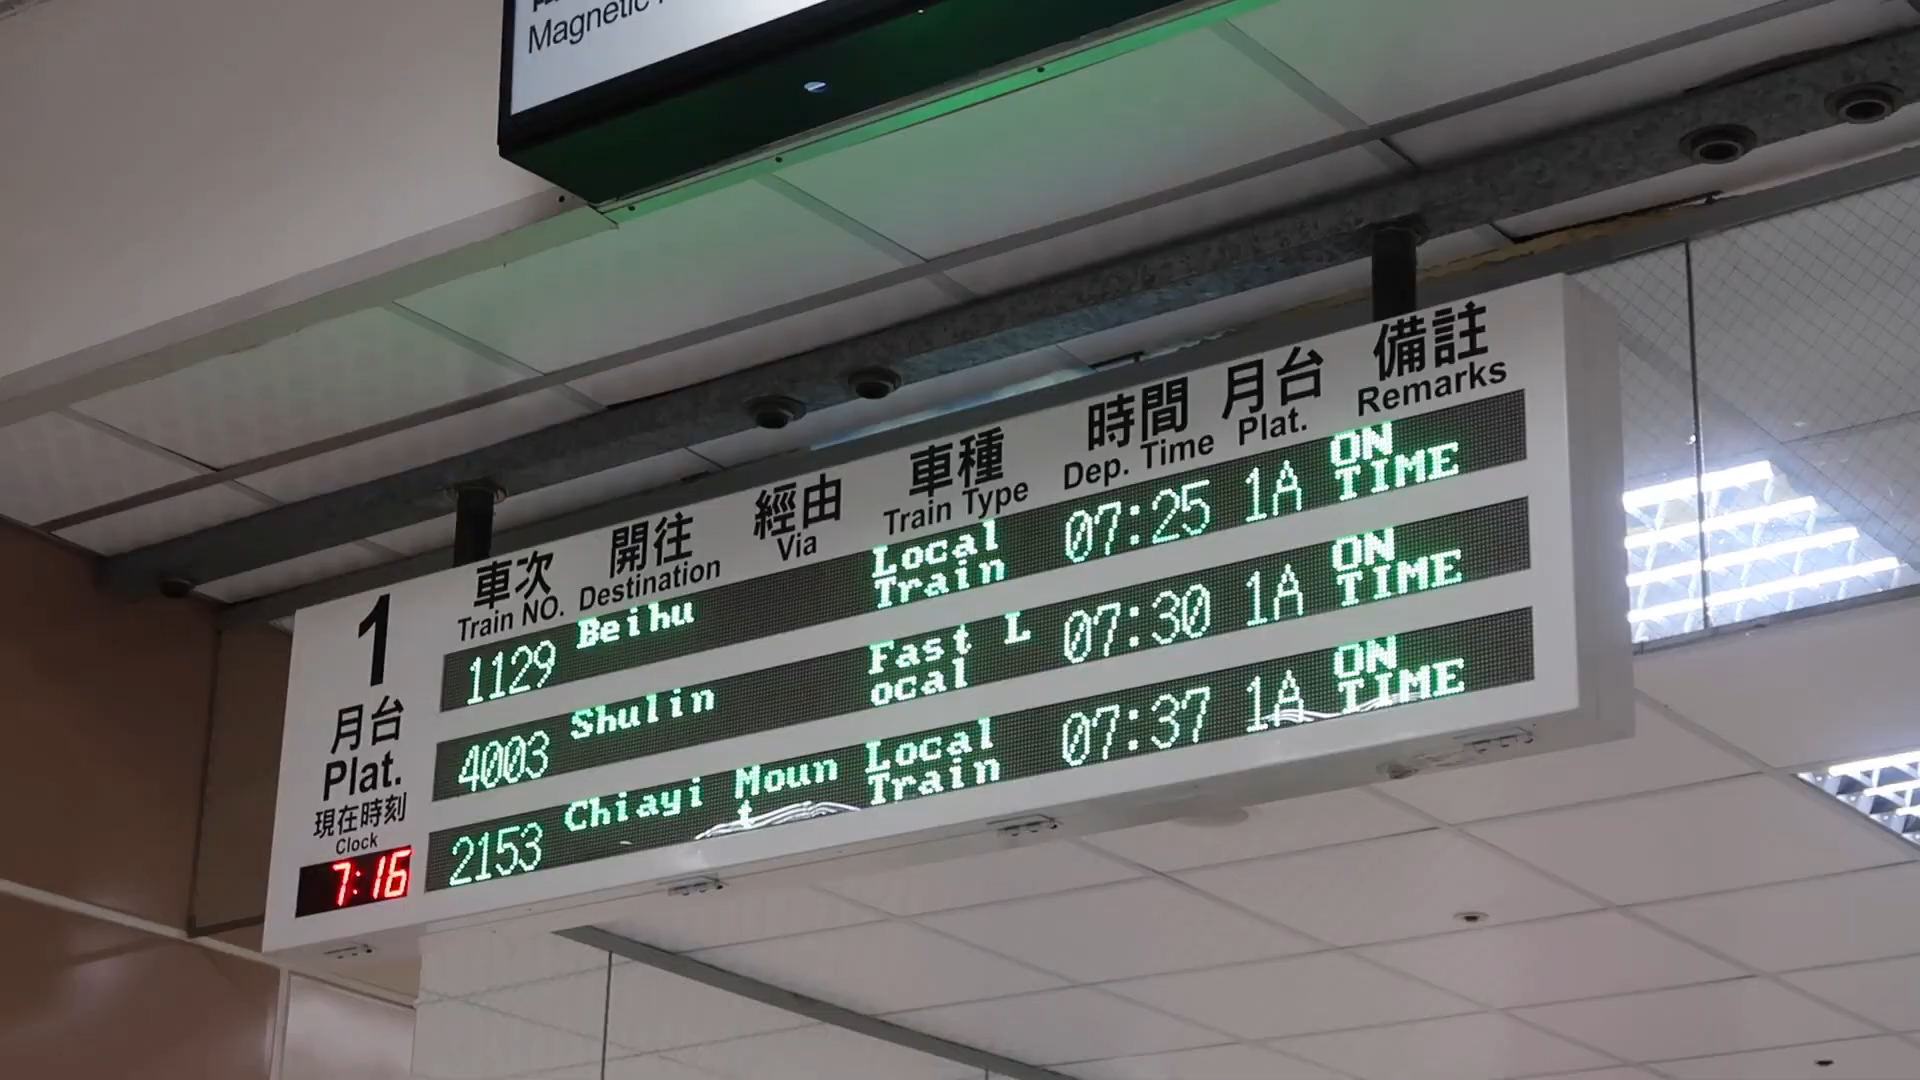 Magnetic
車次 開往 經由 車種 時間 月台 備註
Train NO. Destination Via Train Type Dep. Time Plat. Remarks
1129 Beihu Local Train 07:25 1A ON TIME
4003 Shulin Fast L ocal 07:30 1A ON TIME
2153 Chiayi Moun t Local Train 07:37 1A ON TIME
1
月台
Plat.
現在時刻
Clock
7:16